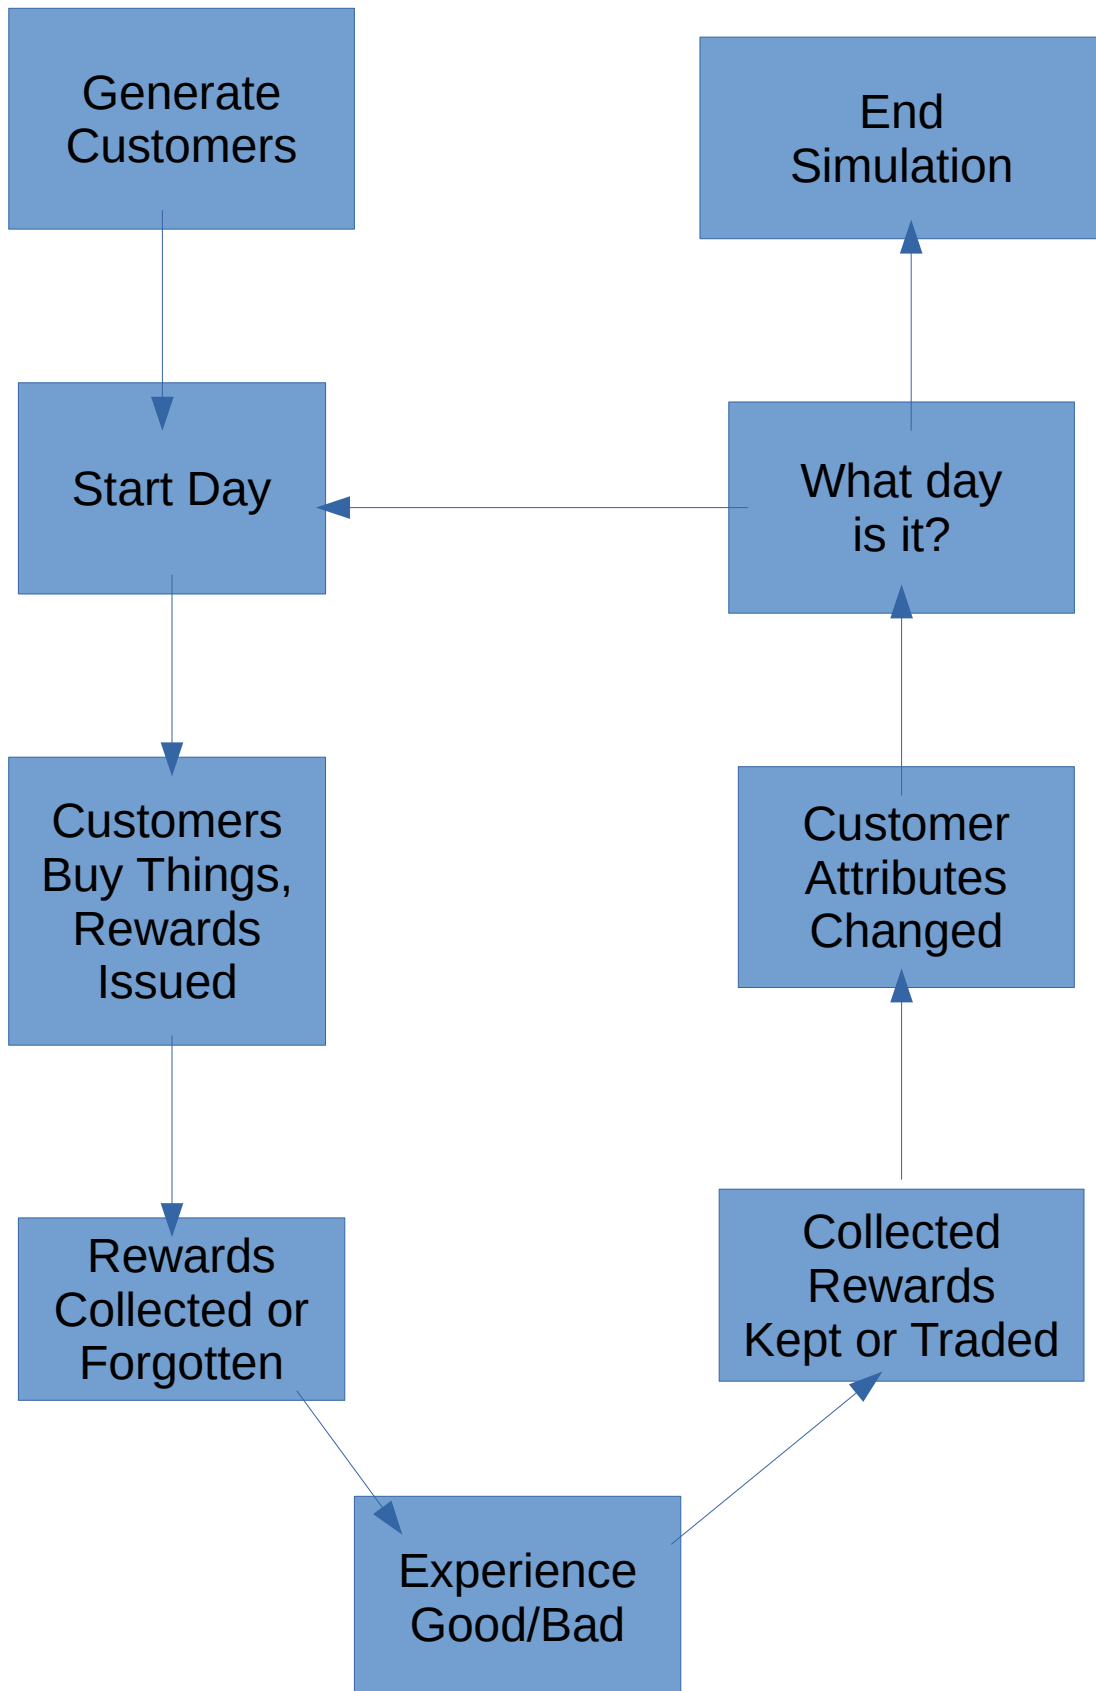 Generate
Customers
End
Simulation
Start Day
What day
is it?
Customers
Buy Things,
Rewards
Issued
Customer
Attributes
Changed
Rewards
Collected or
Forgotten
Collected
Rewards
Kept or Traded
Experience
Good/Bad